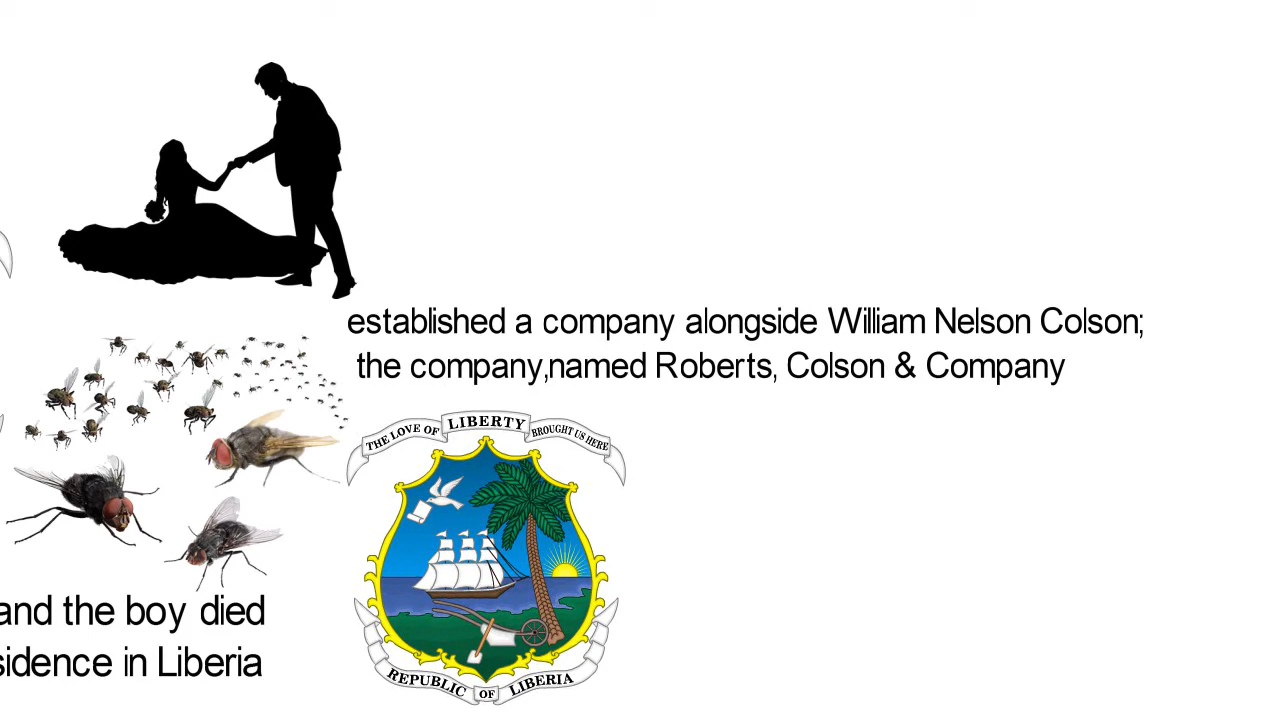 established a company alongside William Nelson Colson;
the company,named Roberts, Colson & Company
THE LOVE OF LIBERTY BROUGHT US HERE
and the boy died
sidence in Liberia
REPUBLIC OF LIBERIA